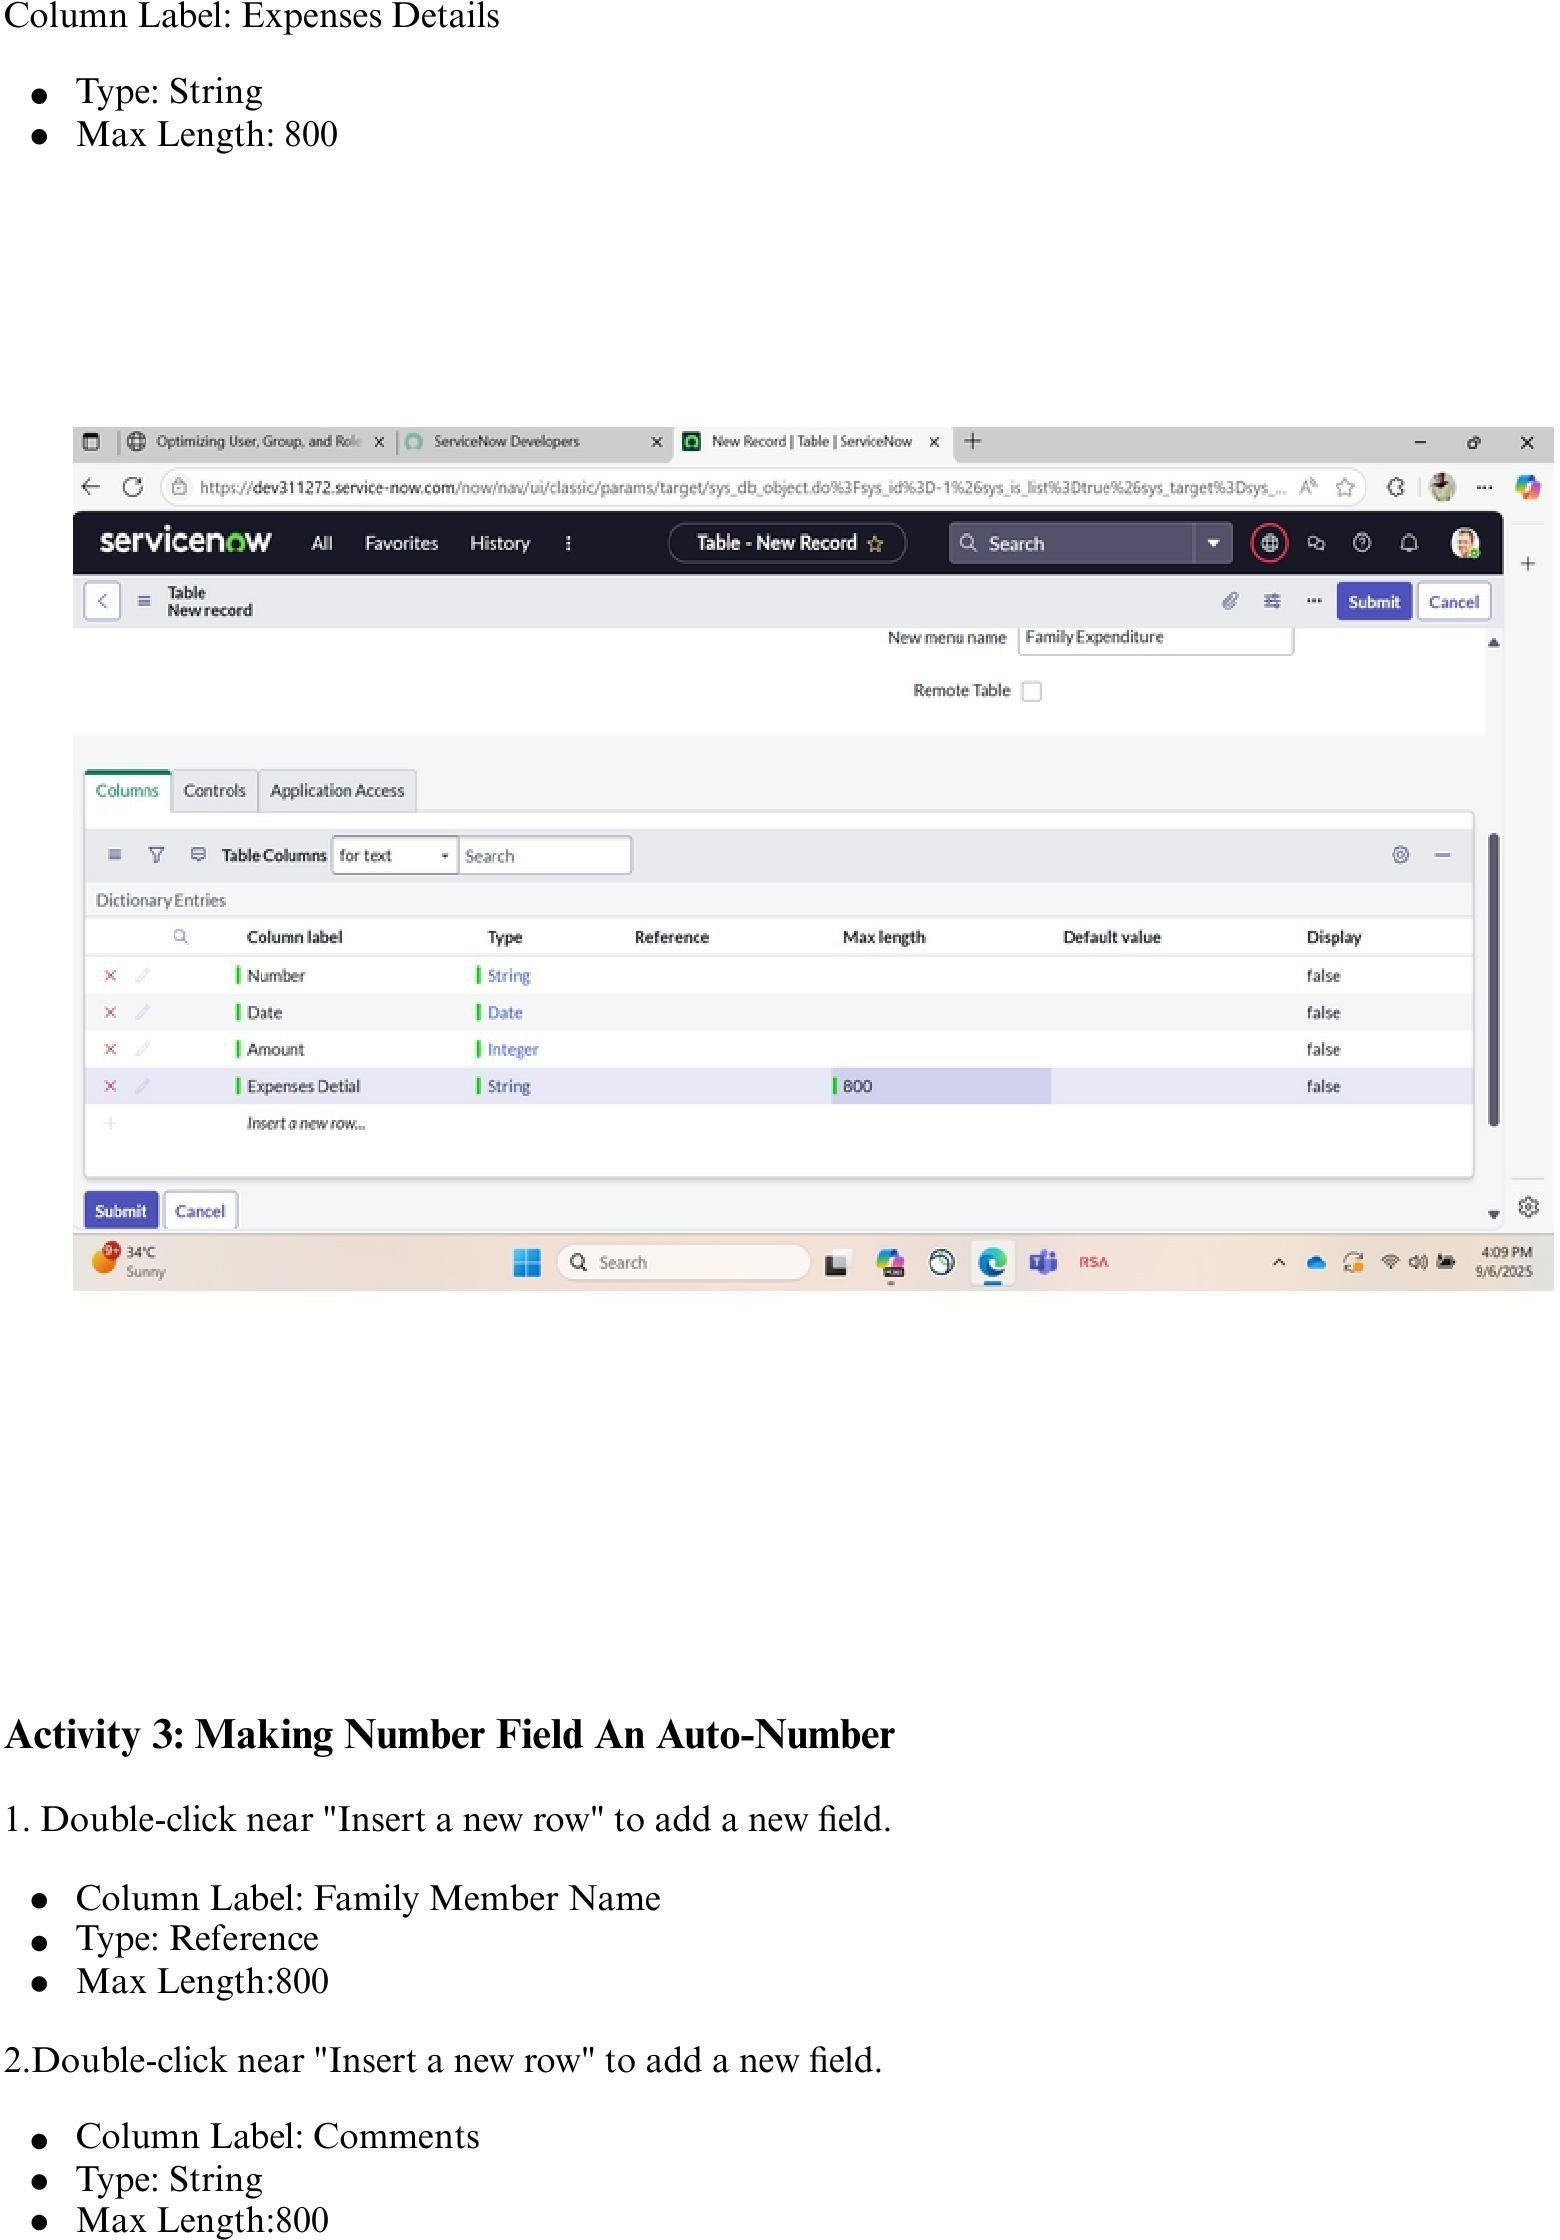 Column Label: Expenses Details
● Type: String
● Max Length: 800
Optimizing User, Group, and Role
ServiceNow Developers
New Record | Table | ServiceNow
https://dev311272.service-now.com/now/nav/ui/classic/params/target/sys_db_object.do%3Fsys_id%3D-1%26sys_is_list%3Dtrue%26sys_target%3Dsys_...
servicenow All Favorites History Table - New Record Search
Table
New record
Submit Cancel
New menu name Family Expenditure
Remote Table
Columns Controls Application Access
Table Columns for text Search
Dictionary Entries
Column label Type Reference Max length Default value Display
Number String false
Date Date false
Amount Integer false
Expenses Detial String 800 false
Insert a new row...
Submit Cancel
9+ 34°C
Sunny
Search
RSA
4:09 PM
9/6/2025
Activity 3: Making Number Field An Auto-Number
1. Double-click near "Insert a new row" to add a new field.
● Column Label: Family Member Name
● Type: Reference
● Max Length:800
2.Double-click near "Insert a new row" to add a new field.
● Column Label: Comments
● Type: String
● Max Length:800